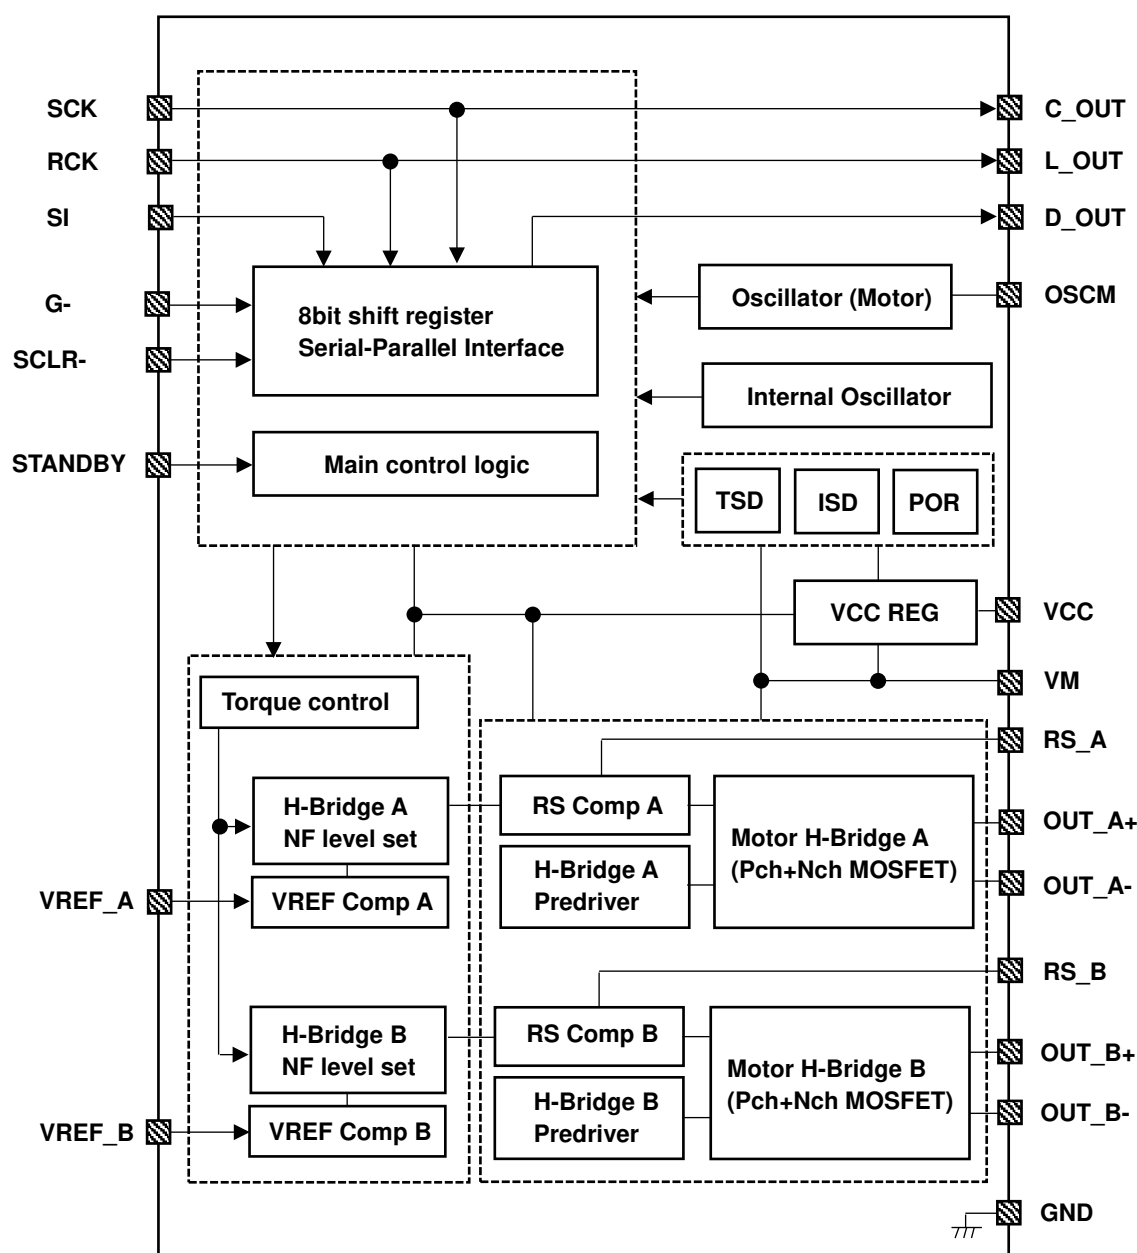 SCK
C_OUT
RCK
L_OUT
SI
D_OUT
G-
8bit shift register
Serial-Parallel Interface
Oscillator (Motor)
OSCM
SCLR-
Internal Oscillator
STANDBY
Main control logic
TSD
ISD
POR
VCC REG
VCC
VM
Torque control
RS_A
H-Bridge A
NF level set
RS Comp A
Motor H-Bridge A
(Pch+Nch MOSFET)
OUT_A+
H-Bridge A
Predriver
OUT_A-
VREF_A
VREF Comp A
RS_B
H-Bridge B
NF level set
RS Comp B
Motor H-Bridge B
(Pch+Nch MOSFET)
OUT_B+
H-Bridge B
Predriver
OUT_B-
VREF_B
VREF Comp B
GND